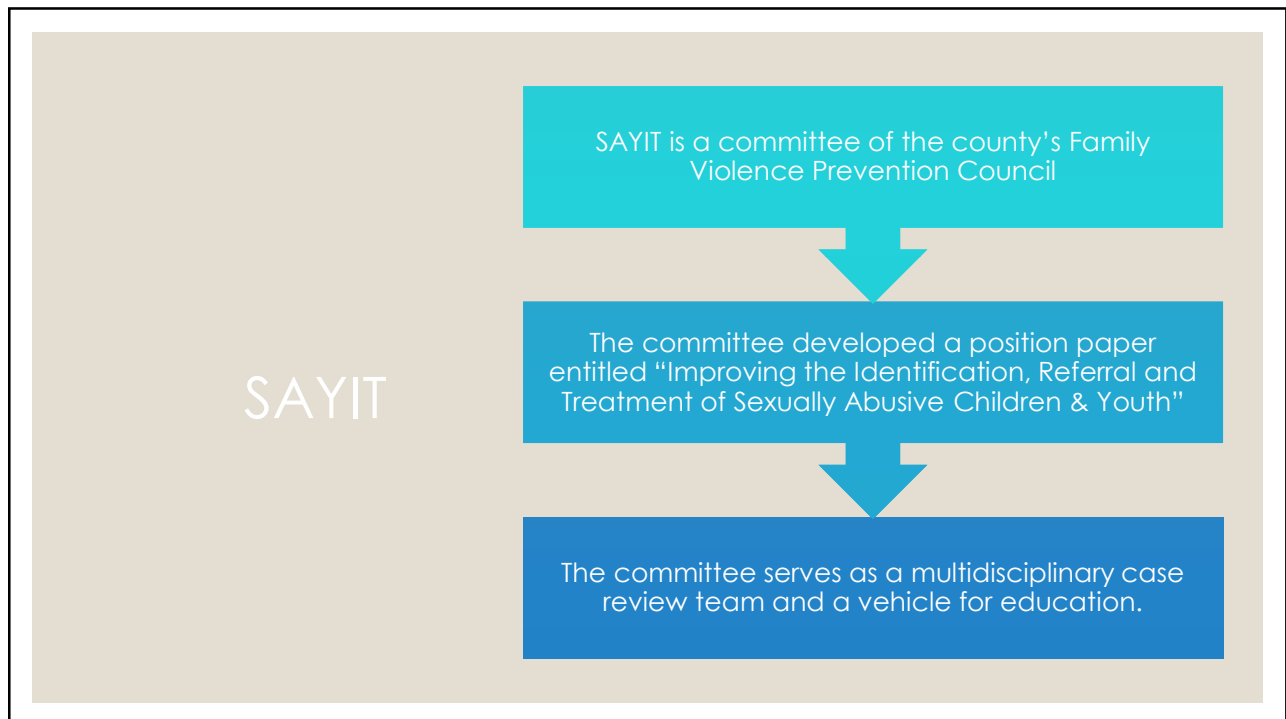 SAYIT
SAYIT is a committee of the county’s Family
Violence Prevention Council
The committee developed a position paper
entitled “Improving the Identification, Referral and
Treatment of Sexually Abusive Children & Youth”
The committee serves as a multidisciplinary case
review team and a vehicle for education.